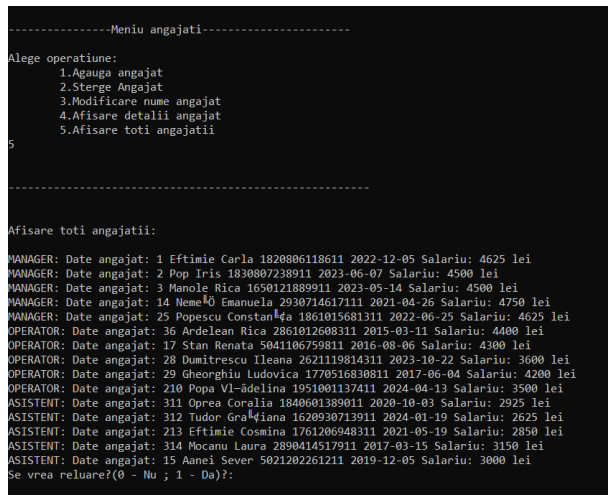 ----------------Meniu angajati-----------------------
Alege operatiune:
1.Agauga angajat
2.Sterge Angajat
3.Modificare nume angajat
4.Afisare detalii angajat
5.Afisare toti angajatii
5
--------------------------------------------------------
Afisare toti angajatii:
MANAGER: Date angajat: 1 Eftimie Carla 1820806118611 2022-12-05 Salariu: 4625 lei
MANAGER: Date angajat: 2 Pop Iris 1830807238911 2023-06-07 Salariu: 4500 lei
MANAGER: Date angajat: 3 Manole Rica 1650121889911 2023-05-14 Salariu: 4500 lei
MANAGER: Date angajat: 14 Neme╚Ö Emanuela 2930714617111 2021-04-26 Salariu: 4750 lei
MANAGER: Date angajat: 25 Popescu Constan╚¢a 1861015681311 2022-06-25 Salariu: 4625 lei
OPERATOR: Date angajat: 36 Ardelean Rica 2861012608311 2015-03-11 Salariu: 4400 lei
OPERATOR: Date angajat: 17 Stan Renata 5041106759811 2016-08-06 Salariu: 4300 lei
OPERATOR: Date angajat: 28 Dumitrescu Ileana 2621119814311 2023-10-22 Salariu: 3600 lei
OPERATOR: Date angajat: 29 Gheorghiu Ludovica 1770516830811 2017-06-04 Salariu: 4200 lei
OPERATOR: Date angajat: 210 Popa Vl─âdelina 1951001137411 2024-04-13 Salariu: 3500 lei
ASISTENT: Date angajat: 311 Oprea Coralia 1840601389011 2020-10-03 Salariu: 2925 lei
ASISTENT: Date angajat: 312 Tudor Gra╚¢iana 1620930713911 2024-01-19 Salariu: 2625 lei
ASISTENT: Date angajat: 213 Eftimie Cosmina 1761206948311 2021-05-19 Salariu: 2850 lei
ASISTENT: Date angajat: 314 Mocanu Laura 2890414517911 2017-03-15 Salariu: 3150 lei
ASISTENT: Date angajat: 15 Aanei Sever 5021202261211 2019-12-05 Salariu: 3000 lei
Se vrea reluare?(0 - Nu ; 1 - Da)?: